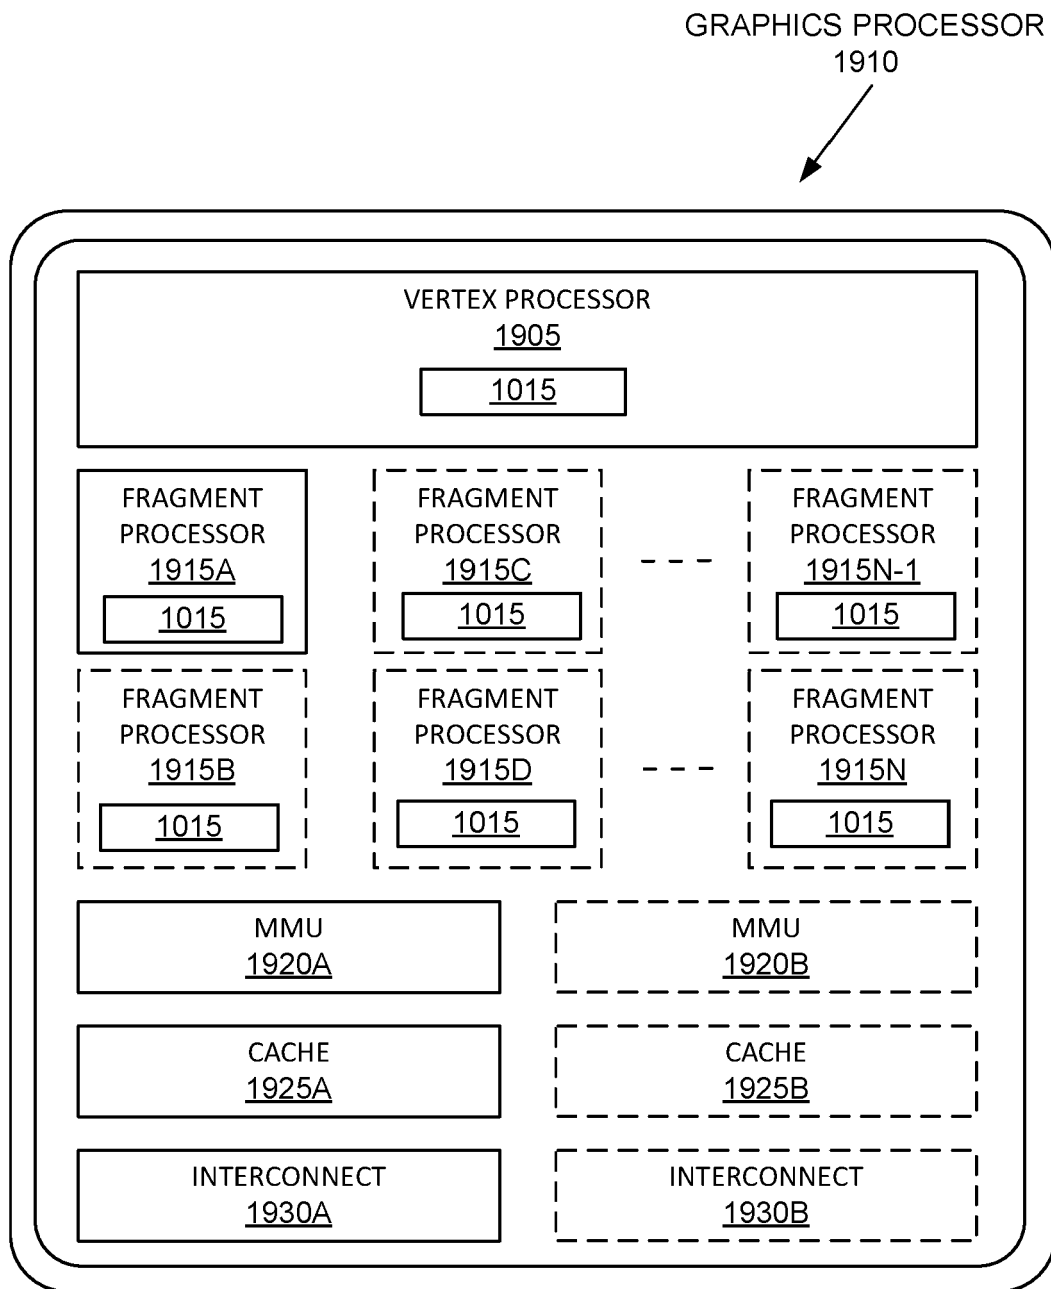 GRAPHICS PROCESSOR
1910
VERTEX PROCESSOR
1905
1015
FRAGMENT
PROCESSOR
1915A
1015
FRAGMENT
PROCESSOR
1915C
1015
FRAGMENT
PROCESSOR
1915N-1
1015
FRAGMENT
PROCESSOR
1915B
1015
FRAGMENT
PROCESSOR
1915D
1015
FRAGMENT
PROCESSOR
1915N
1015
MMU
1920A
MMU
1920B
CACHE
1925A
CACHE
1925B
INTERCONNECT
1930A
INTERCONNECT
1930B